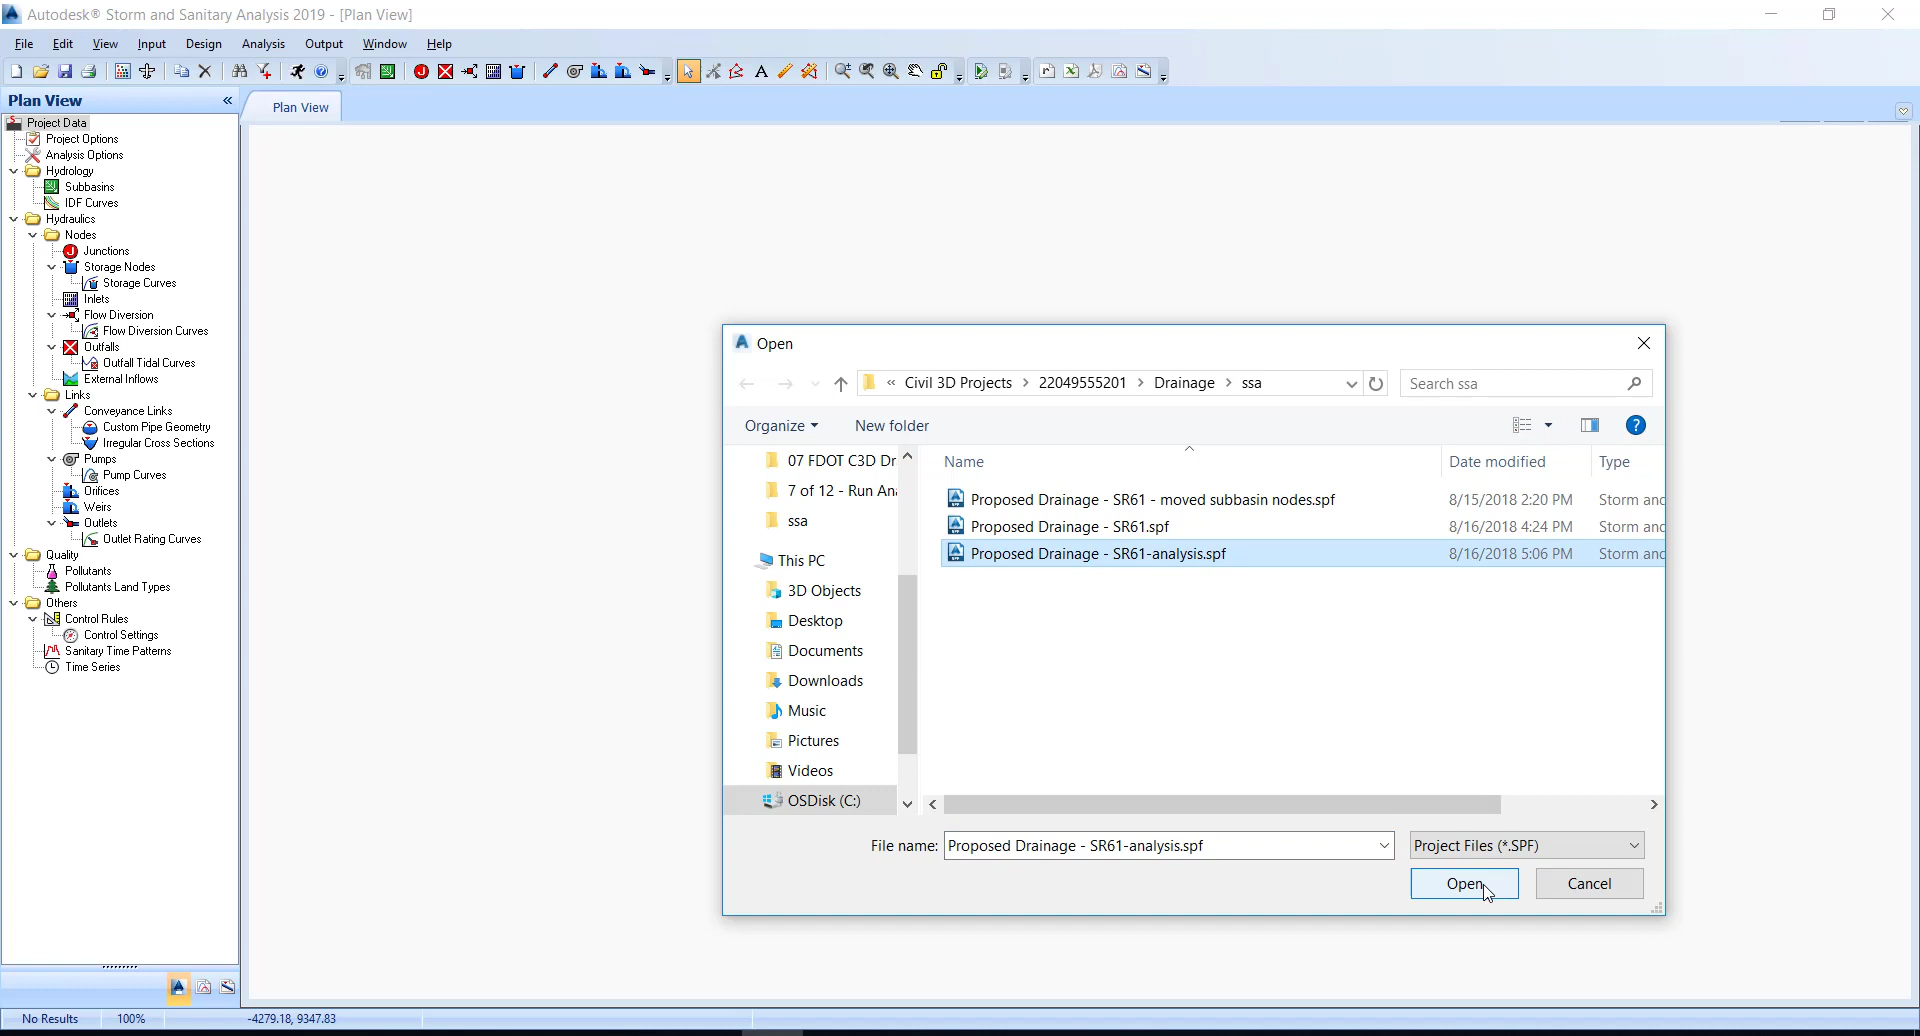 Autodesk® Storm and Sanitary Analysis 2019 - [Plan View]
File Edit View Input Design Analysis Output Window Help
Plan View
Plan View
Project Data
Project Options
Analysis Options
Hydrology
Subbasins
IDF Curves
Hydraulics
Nodes
Junctions
Storage Nodes
Storage Curves
Inlets
Flow Diversion
Flow Diversion Curves
Outfalls
Outfall Tidal Curves
External Inflows
Links
Conveyance Links
Custom Pipe Geometry
Irregular Cross Sections
Pumps
Pump Curves
Orifices
Weirs
Outlets
Outlet Rating Curves
Quality
Pollutants
Pollutants Land Types
Others
Control Rules
Control Settings
Sanitary Time Patterns
Time Series
Open
« Civil 3D Projects > 22049555201 > Drainage > ssa
Search ssa
Organize New folder
07 FDOT C3D Dr
7 of 12 - Run An
ssa
This PC
3D Objects
Desktop
Documents
Downloads
Music
Pictures
Videos
OSDisk (C:)
Name Date modified Type
Proposed Drainage - SR61 - moved subbasin nodes.spf 8/15/2018 2:20 PM Storm and
Proposed Drainage - SR61.spf 8/16/2018 4:24 PM Storm and
Proposed Drainage - SR61-analysis.spf 8/16/2018 5:06 PM Storm and
File name: Proposed Drainage - SR61-analysis.spf Project Files (*.SPF)
Open Cancel
No Results 100% -4279.18, 9347.83